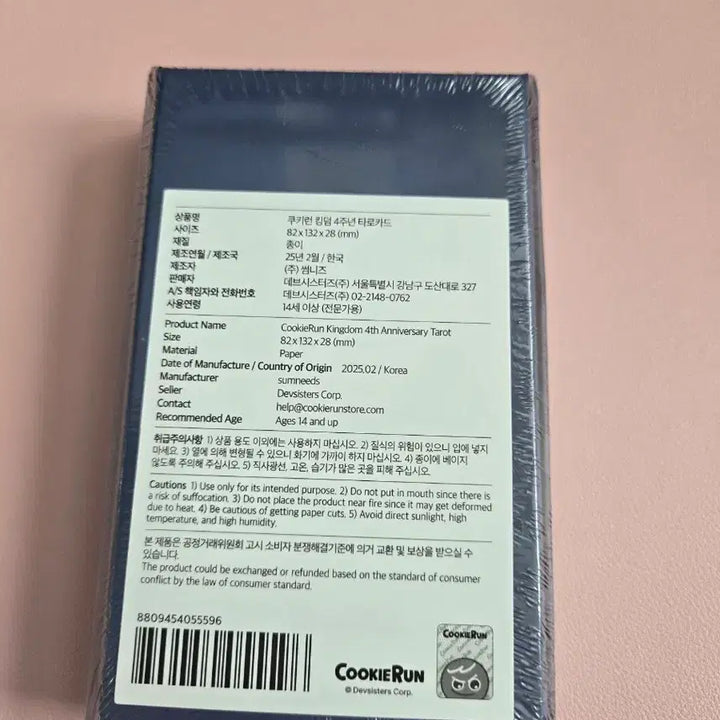 상품명 쿠키런 킹덤 4주년 타로카드
사이즈 82 x 132 x 28 (mm)
재질 종이
제조연월 / 제조국 25년 2월 / 한국
제조자 (주) 썸니즈
판매자 데브시스터즈(주) 서울특별시 강남구 도산대로 327
A/S 책임자와 전화번호 데브시스터즈(주) 02-2148-0762
사용연령 14세 이상 (전문가용)
Product Name CookieRun Kingdom 4th Anniversary Tarot
Size 82 x 132 x 28 (mm)
Material Paper
Date of Manufacture / Country of Origin 2025.02 / Korea
Manufacturer sumneeds
Seller Devsisters Corp.
Contact help@cookierunstore.com
Recommended Age Ages 14 and up
취급주의사항 1) 상품 용도 이외에는 사용하지 마십시오. 2) 질식의 위험이 있으니 입에 넣지
마세요. 3) 열에 의해 변형될 수 있으니 화기에 가까이 하지 마십시오. 4) 종이에 베이지
않도록 주의해 주십시오. 5) 직사광선, 고온, 습기가 많은 곳을 피해 주십시오.
Cautions 1) Use only for its intended purpose. 2) Do not put in mouth since there is
a risk of suffocation. 3) Do not place the product near fire since it may get deformed
due to heat. 4) Be cautious of getting paper cuts. 5) Avoid direct sunlight, high
temperature, and high humidity.
본 제품은 공정거래위원회 고시 소비자 분쟁해결기준에 의거 교환 및 보상을 받으실 수
있습니다.
The product could be exchanged or refunded based on the standard of consumer
conflict by the law of consumer standard.
8809454055596
COOKIERUN
© Devsisters Corp.
COOKIERUN